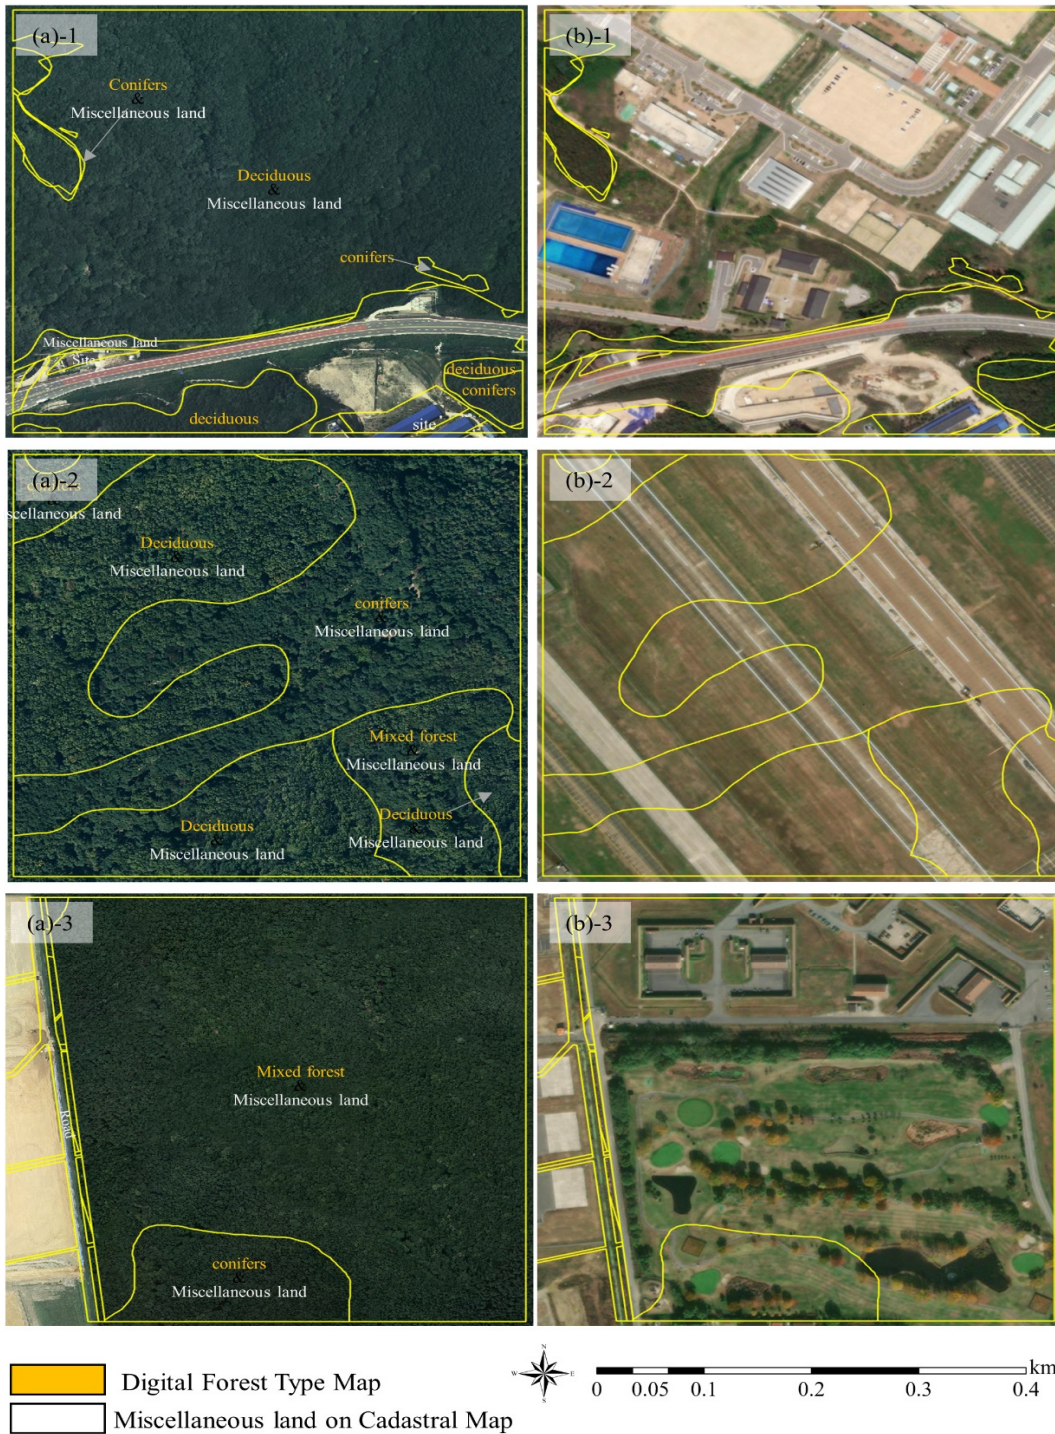 (a)-1
Conifers
&
Miscellaneous land
Deciduous
&
Miscellaneous land
conifers
Miscellaneous land
Site
deciduous
conifers
deciduous
site
(b)-1
(a)-2
scellaneous land
Deciduous
Miscellaneous land
conifers
Miscellaneous land
Mixed forest
&
Miscellaneous land
Deciduous
&
Miscellaneous land
Deciduous
&
Miscellaneous land
(b)-2
(a)-3
Mixed forest
&
Miscellaneous land
Road
conifers
&
Miscellaneous land
(b)-3
Digital Forest Type Map
Miscellaneous land on Cadastral Map
N
W E
S
km
0 0.05 0.1 0.2 0.3 0.4